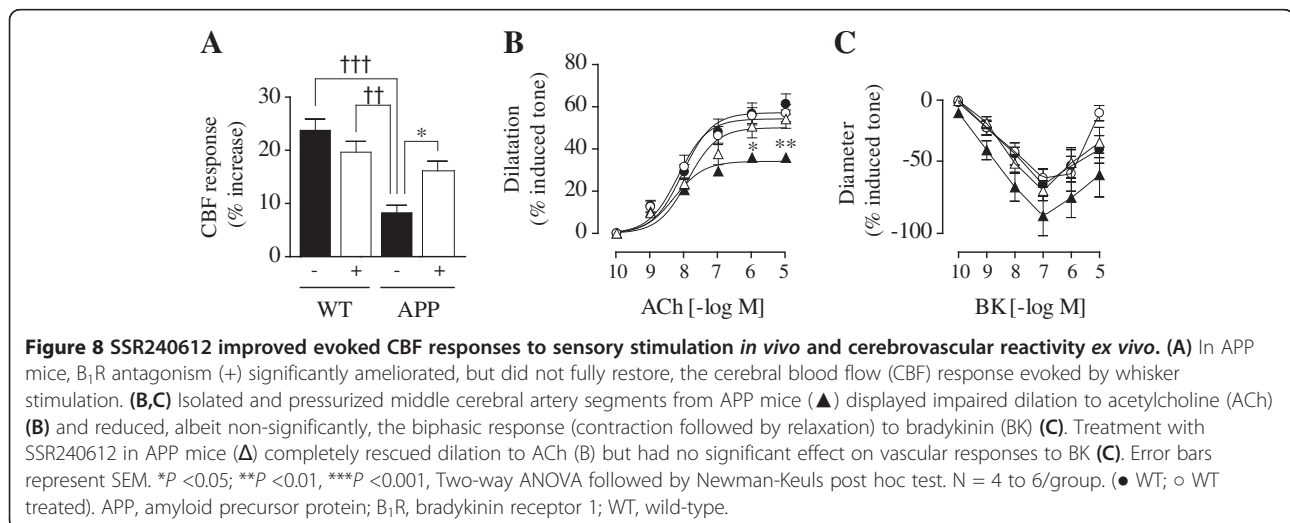 A
B
C
†††
††
*
30
20
10
0
CBF response
(% increase)
- + - +
WT APP
80
60
40
20
0
Dilatation
(% induced tone)
* **
10 9 8 7 6 5
ACh [-log M]
0
-50
-100
Diameter
(% induced tone)
10 9 8 7 6 5
BK [-log M]
Figure 8 SSR240612 improved evoked CBF responses to sensory stimulation in vivo and cerebrovascular reactivity ex vivo. (A) In APP
mice, B₁R antagonism (+) significantly ameliorated, but did not fully restore, the cerebral blood flow (CBF) response evoked by whisker
stimulation. (B,C) Isolated and pressurized middle cerebral artery segments from APP mice (▲) displayed impaired dilation to acetylcholine (ACh)
(B) and reduced, albeit non-significantly, the biphasic response (contraction followed by relaxation) to bradykinin (BK) (C). Treatment with
SSR240612 in APP mice (Δ) completely rescued dilation to ACh (B) but had no significant effect on vascular responses to BK (C). Error bars
represent SEM. *P <0.05; **P <0.01, ***P <0.001, Two-way ANOVA followed by Newman-Keuls post hoc test. N = 4 to 6/group. (● WT; ○ WT
treated). APP, amyloid precursor protein; B₁R, bradykinin receptor 1; WT, wild-type.